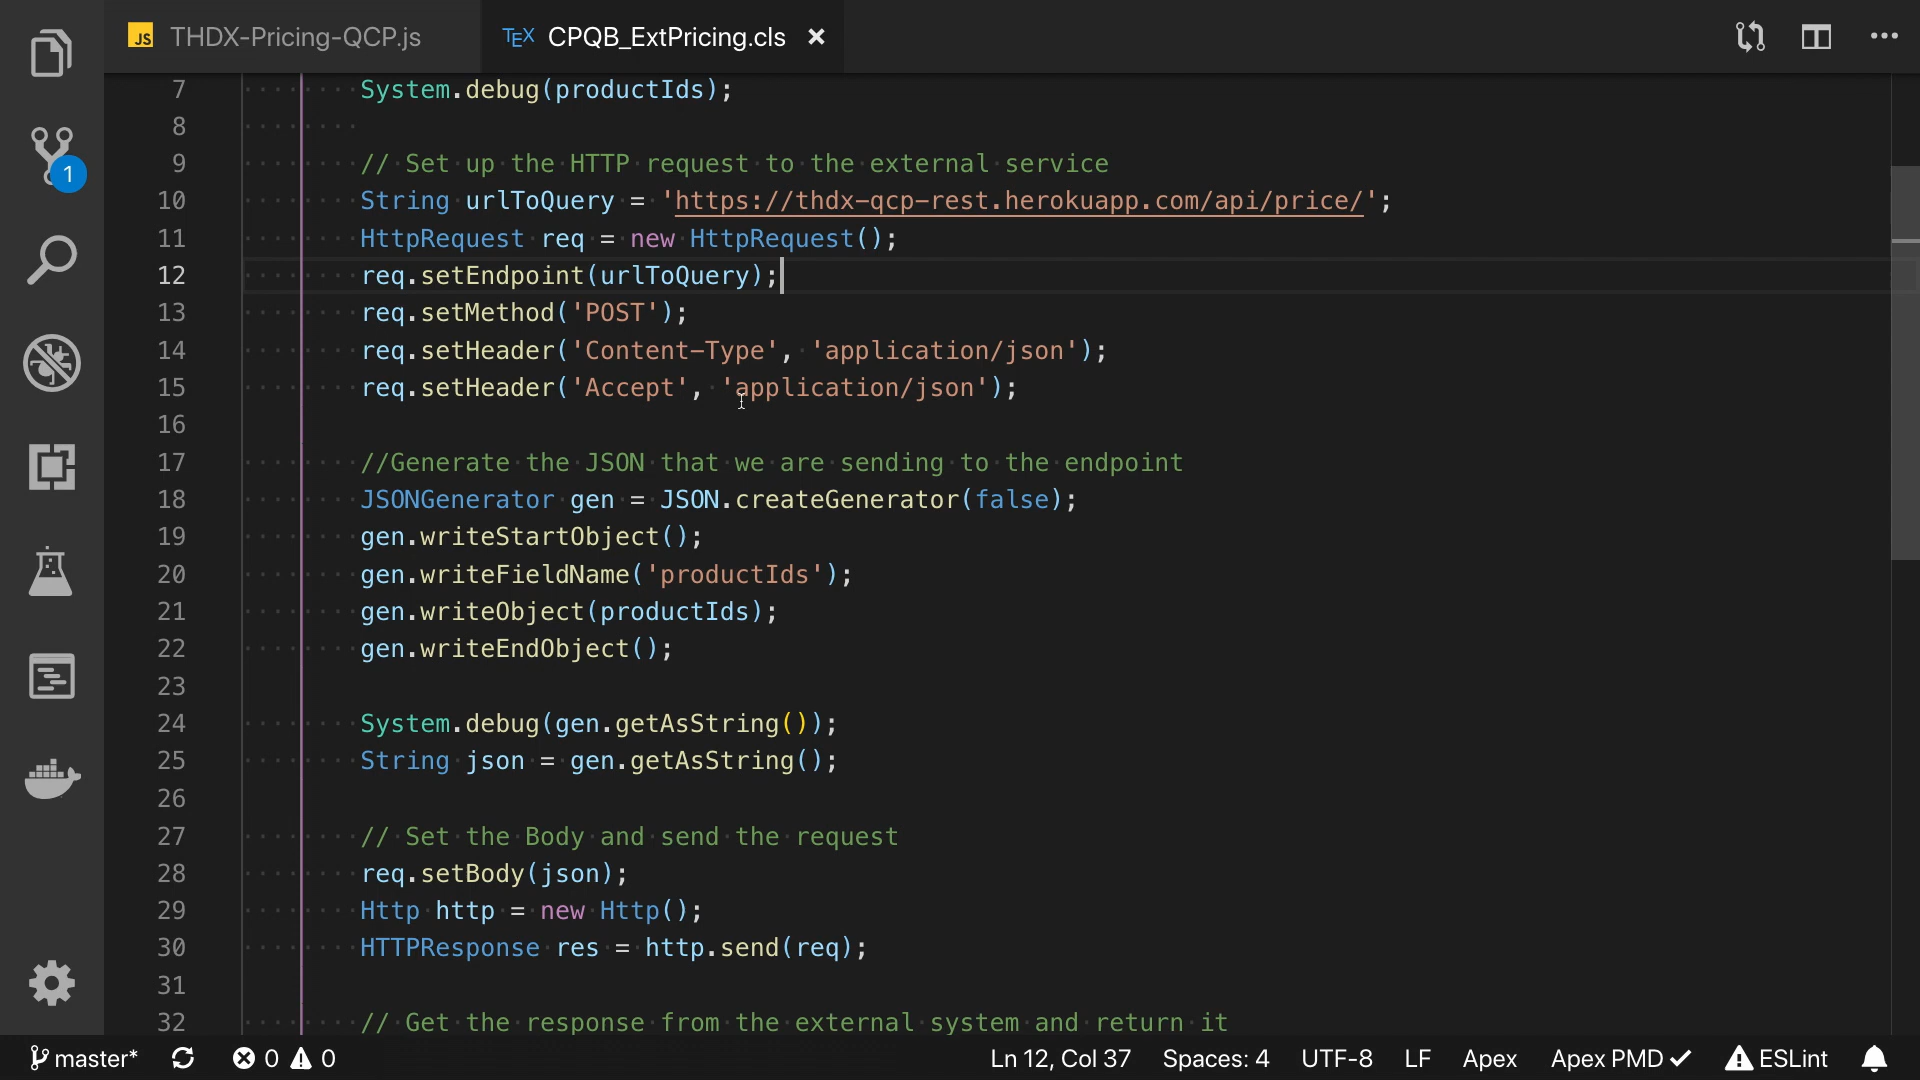 JS THDX-Pricing-QCP.js
TEX CPQB_ExtPricing.cls ×
7 System.debug(productIds);
8
9 // Set up the HTTP request to the external service
10 String urlToQuery = 'https://thdx-qcp-rest.herokuapp.com/api/price/';
11 HttpRequest req = new HttpRequest();
12 req.setEndpoint(urlToQuery);
13 req.setMethod('POST');
14 req.setHeader('Content-Type', 'application/json');
15 req.setHeader('Accept', 'application/json');
16
17 //Generate the JSON that we are sending to the endpoint
18 JSONGenerator gen = JSON.createGenerator(false);
19 gen.writeStartObject();
20 gen.writeFieldName('productIds');
21 gen.writeObject(productIds);
22 gen.writeEndObject();
23
24 System.debug(gen.getAsString());
25 String json = gen.getAsString();
26
27 // Set the Body and send the request
28 req.setBody(json);
29 Http http = new Http();
30 HTTPResponse res = http.send(req);
31
32 // Get the response from the external system and return it
1
master* 0 0 Ln 12, Col 37 Spaces: 4 UTF-8 LF Apex Apex PMD ✓ ESLint